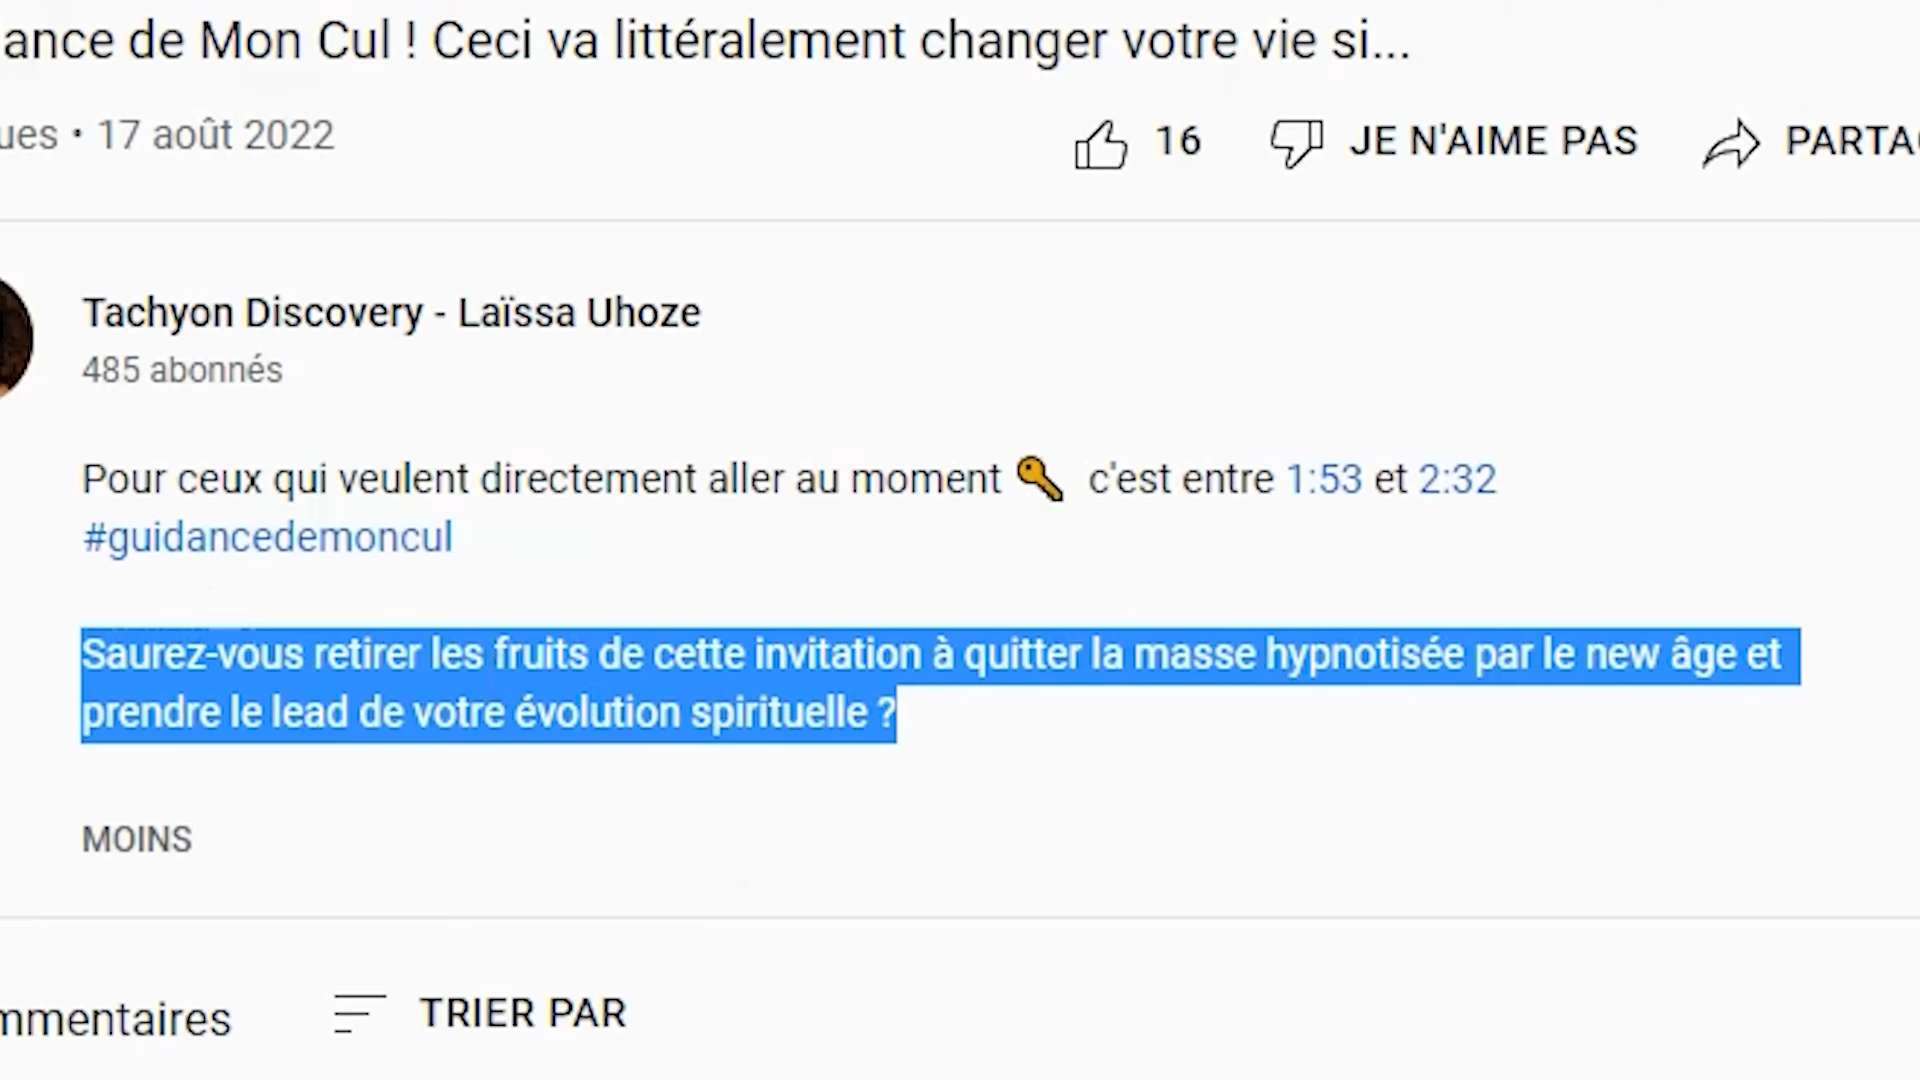 ance de Mon Cul ! Ceci va littéralement changer votre vie si...
ues • 17 août 2022
16 JE N'AIME PAS PARTAG
Tachyon Discovery - Laïssa Uhoze
485 abonnés
Pour ceux qui veulent directement aller au moment 🔑 c'est entre 1:53 et 2:32
#guidancedemoncul
Saurez-vous retirer les fruits de cette invitation à quitter la masse hypnotisée par le new âge et
prendre le lead de votre évolution spirituelle ?
MOINS
mmentaires TRIER PAR